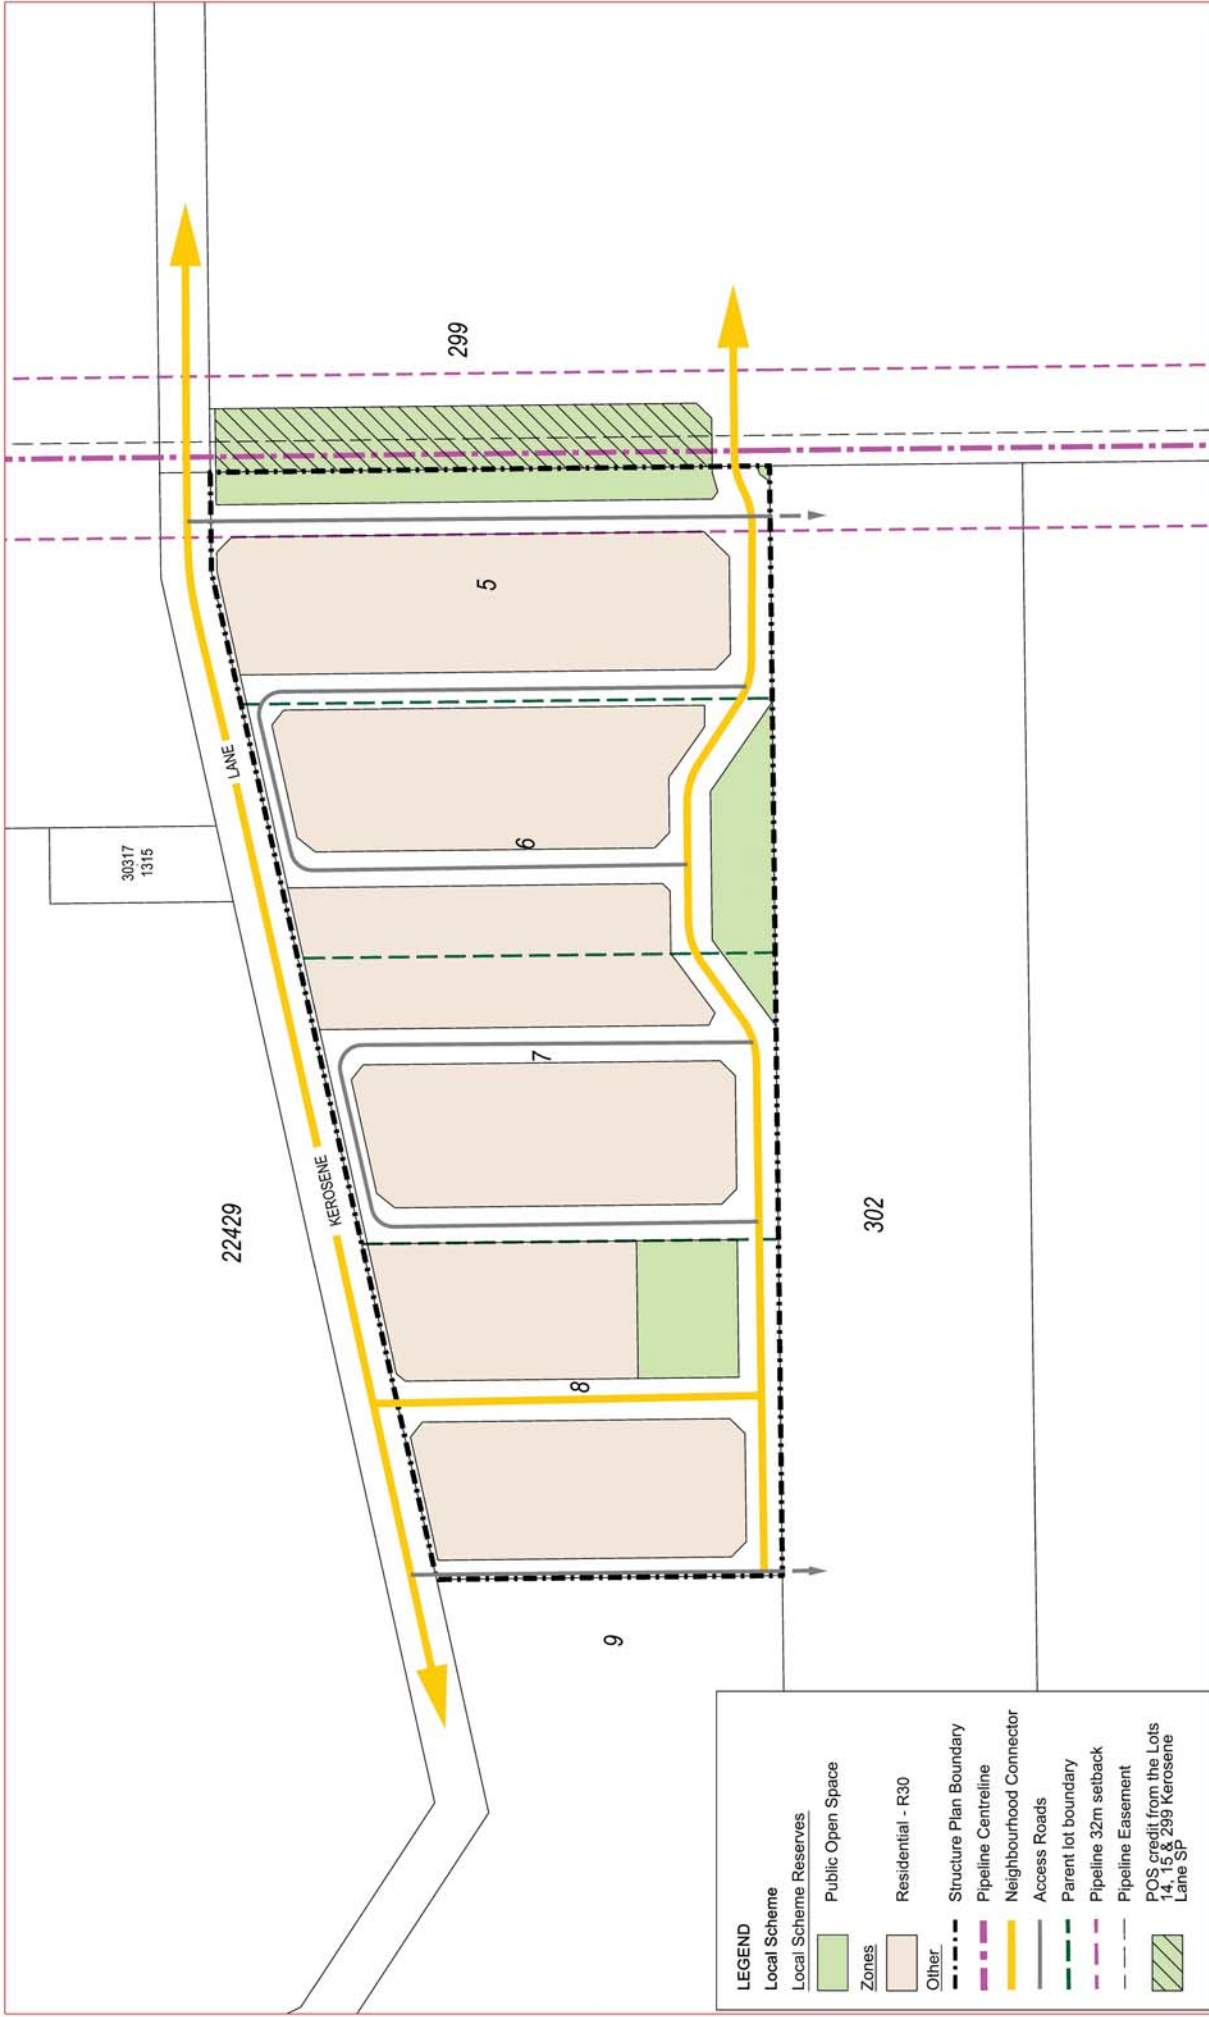 299
5
LANE
30317
1315
6
7
22429
KEROSENE
302
8
9
LEGEND
Local Scheme
Local Scheme Reserves
Public Open Space
Zones
Residential - R30
Other
Structure Plan Boundary
Pipeline Centreline
Neighbourhood Connector
Access Roads
Parent lot boundary
Pipeline 32m setback
Pipeline Easement
POS credit from the Lots
14, 15 & 299 Kerosene
Lane SP